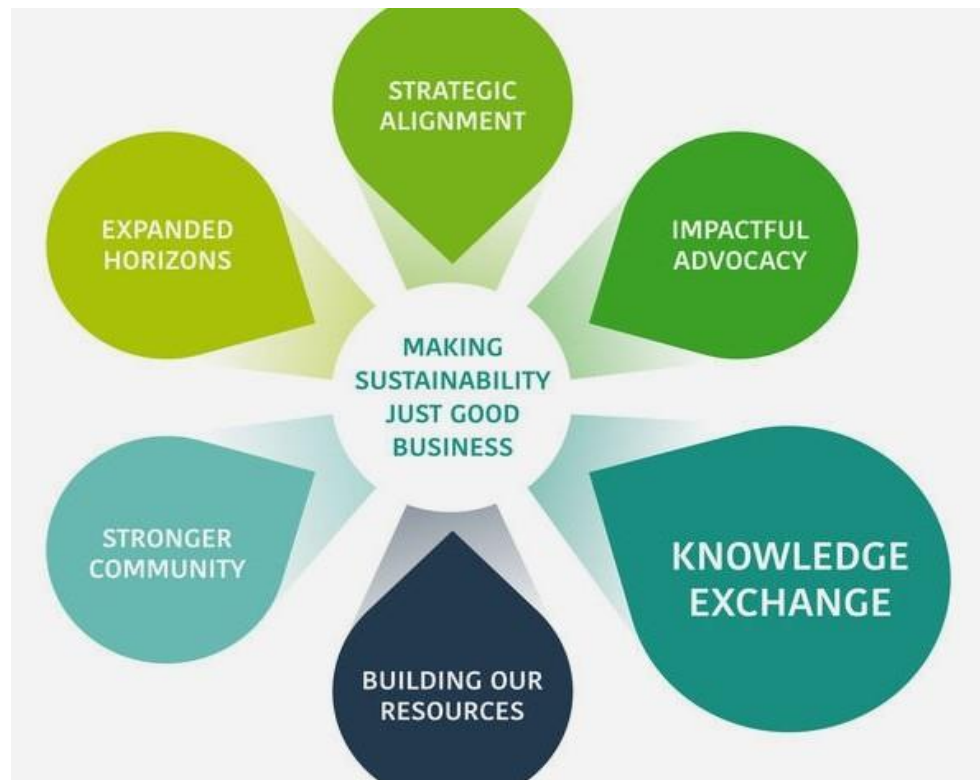 STRATEGIC
ALIGNMENT
EXPANDED
HORIZONS
IMPACTFUL
ADVOCACY
MAKING
SUSTAINABILITY
JUST GOOD
BUSINESS
STRONGER
COMMUNITY
KNOWLEDGE
EXCHANGE
BUILDING OUR
RESOURCES